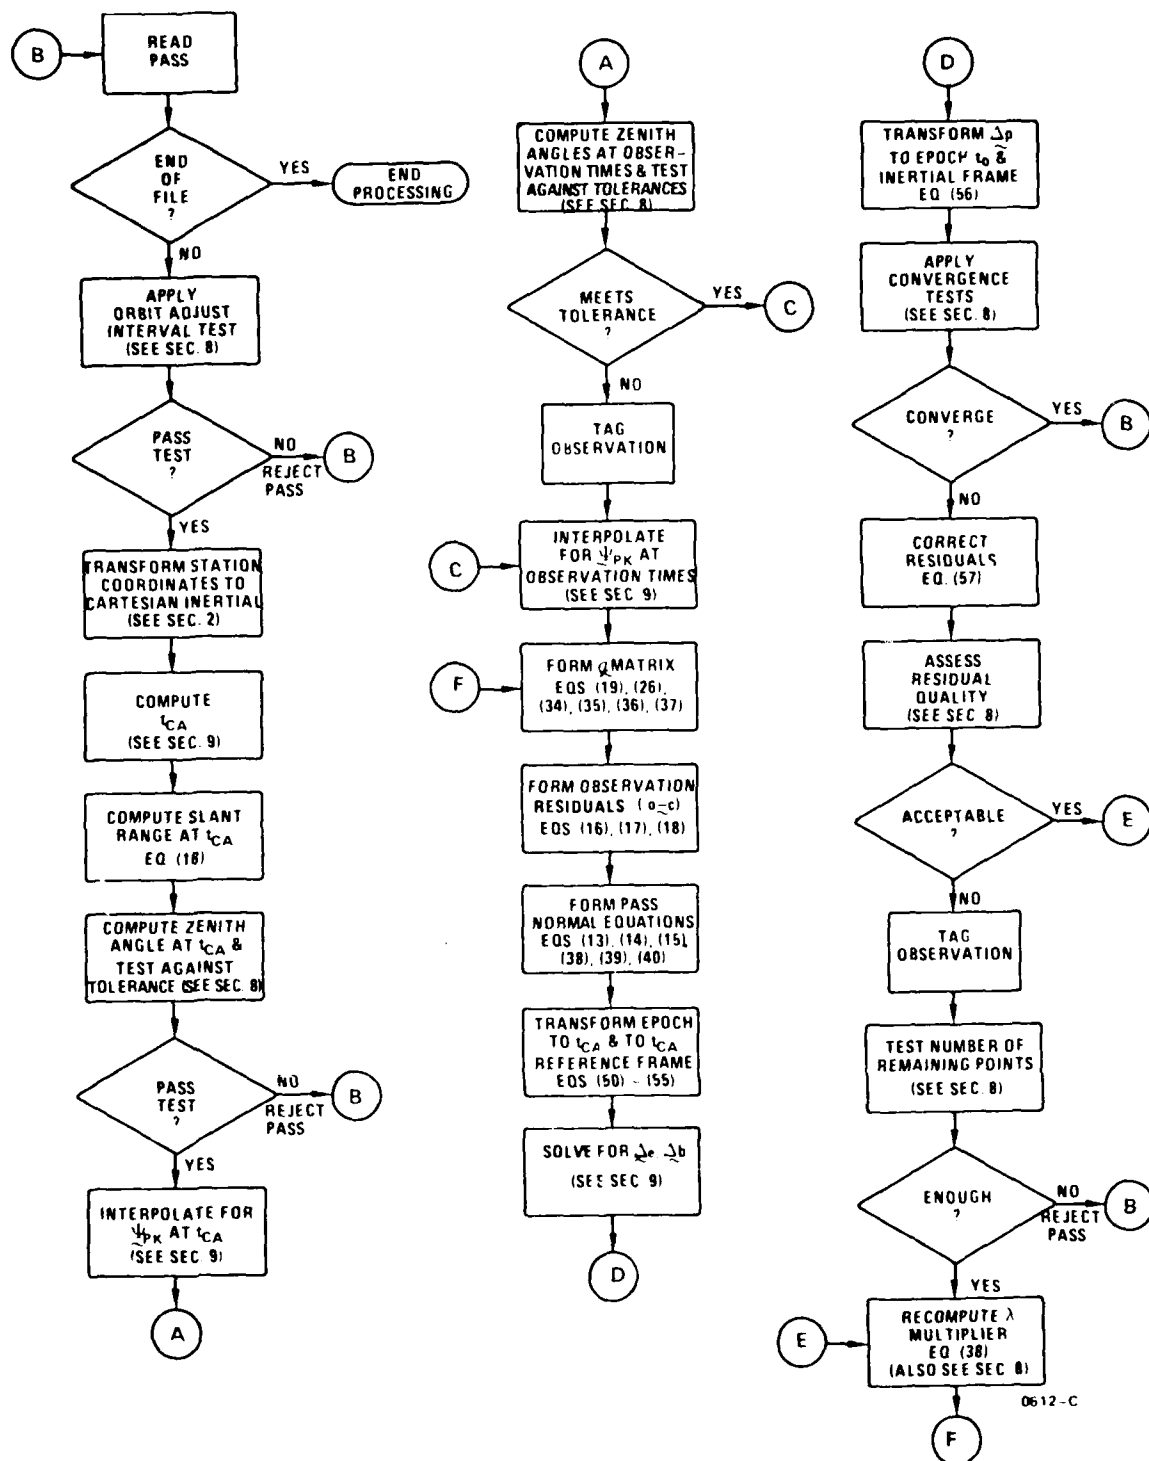 B
READ
PASS
END
OF
FILE
?
YES
END
PROCESSING
NO
APPLY
ORBIT ADJUST
INTERVAL TEST
(SEE SEC. 8)
PASS
TEST
?
NO
REJECT
PASS
B
YES
TRANSFORM STATION
COORDINATES TO
CARTESIAN INERTIAL
(SEE SEC. 2)
COMPUTE
tCA
(SEE SEC. 9)
COMPUTE SLANT
RANGE AT tCA
EQ (16)
COMPUTE ZENITH
ANGLE AT tCA &
TEST AGAINST
TOLERANCE (SEE SEC. 8)
PASS
TEST
?
NO
REJECT
PASS
B
YES
INTERPOLATE FOR
ΨPK AT tCA
(SEE SEC. 9)
A
A
COMPUTE ZENITH
ANGLES AT OBSER-
VATION TIMES & TEST
AGAINST TOLERANCES
(SEE SEC. 8)
MEETS
TOLERANCE
?
YES
C
NO
TAG
OBSERVATION
C
INTERPOLATE
FOR ΨPK AT
OBSERVATION TIMES
(SEE SEC. 9)
F
FORM MATRIX
EQS (19), (26),
(34), (35), (36), (37)
FORM OBSERVATION
RESIDUALS (o-c)
EQS (16), (17), (18)
FORM PASS
NORMAL EQUATIONS
EQS (13), (14), (15),
(38), (39), (40)
TRANSFORM EPOCH
TO tCA & TO tCA
REFERENCE FRAME
EQS (50) - (55)
SOLVE FOR Δe Δb
(SEE SEC. 9)
D
D
TRANSFORM Δp
TO EPOCH t0 &
INERTIAL FRAME
EQ (56)
APPLY
CONVERGENCE
TESTS
(SEE SEC. 8)
CONVERGE
?
YES
B
NO
CORRECT
RESIDUALS
EQ. (57)
ASSESS
RESIDUAL
QUALITY
(SEE SEC. 8)
ACCEPTABLE
?
YES
E
NO
TAG
OBSERVATION
TEST NUMBER OF
REMAINING POINTS
(SEE SEC. 8)
ENOUGH
?
NO
REJECT
PASS
B
YES
E
RECOMPUTE λ
MULTIPLIER
EQ (38)
(ALSO SEE SEC 8)
0612-C
F